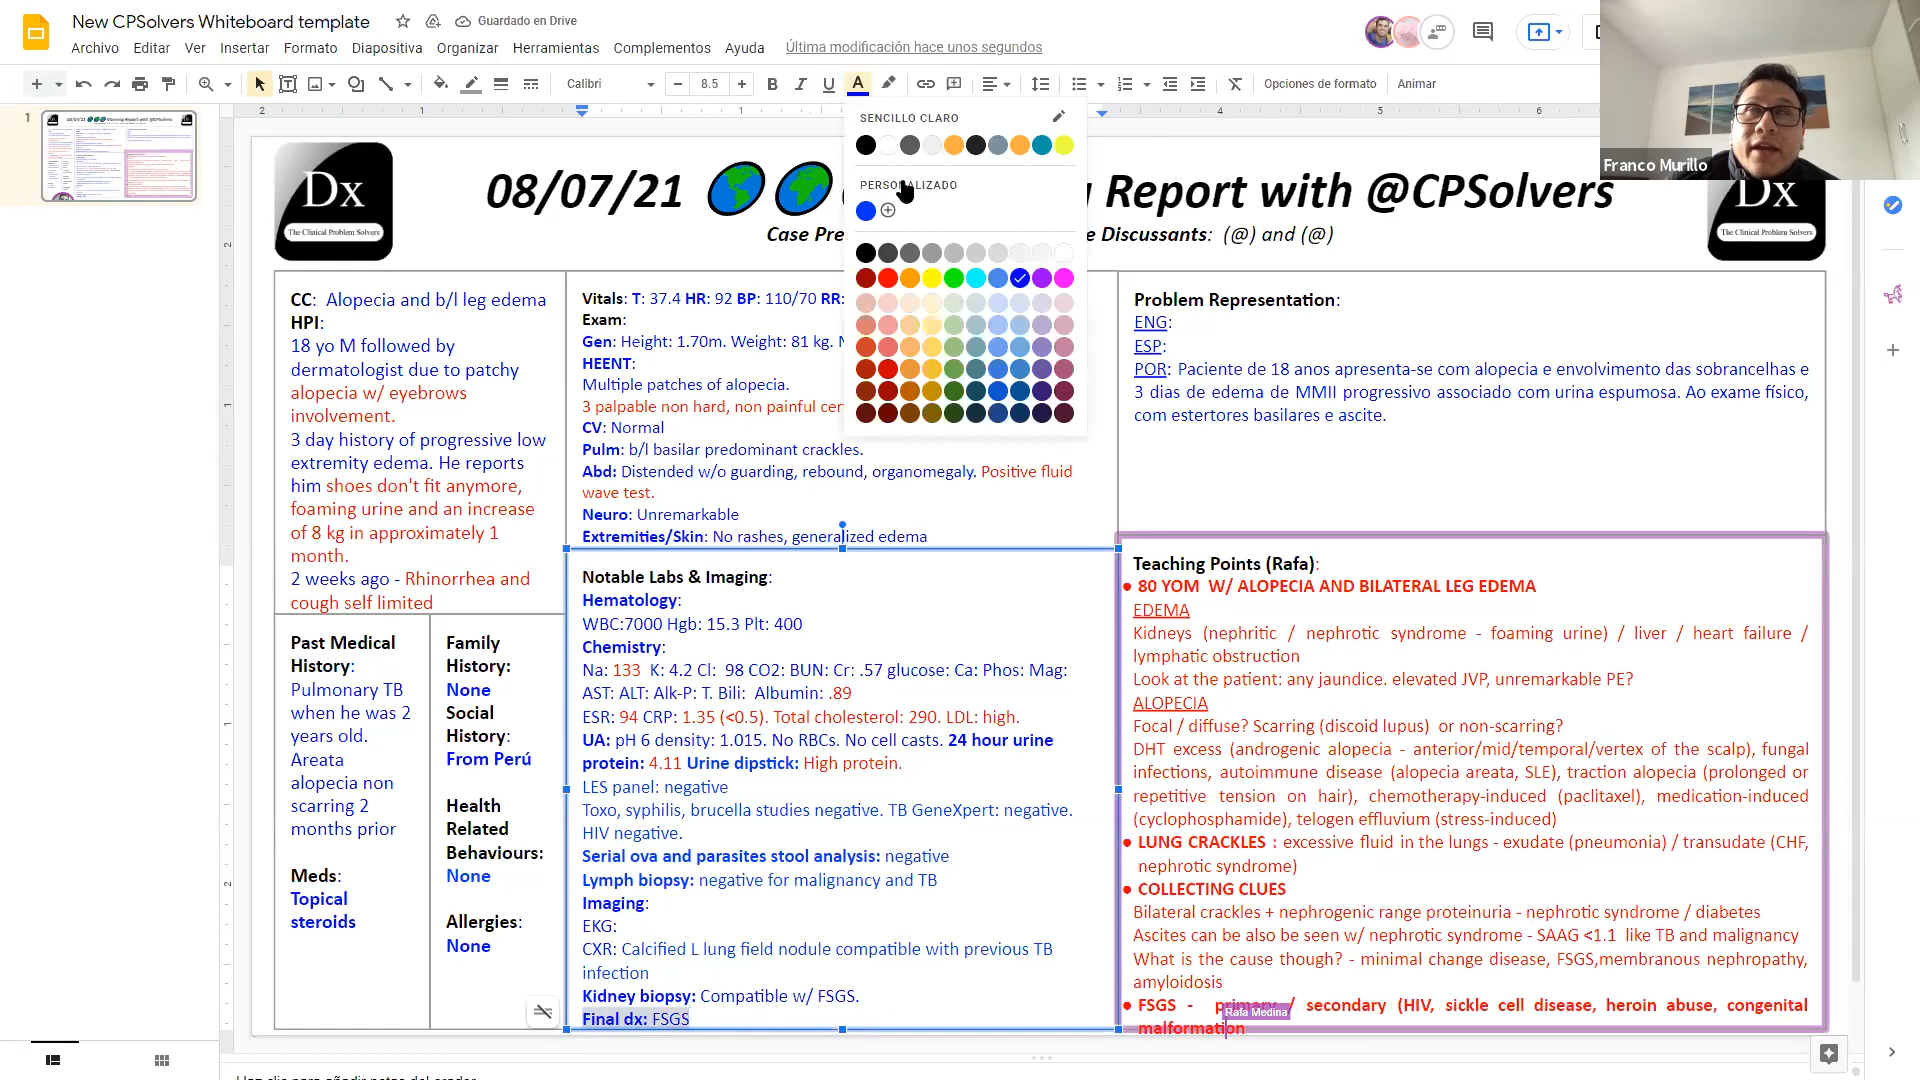 New CPSolvers Whiteboard template
Guardado en Drive
Archivo Editar Ver Insertar Formato Diapositiva Organizar Herramientas Complementos Ayuda Última modificación hace unos segundos
Calibri 8.5 Opciones de formato Animar
SENCILLO CLARO
PERSONALIZADO
Franco Murillo
Dx
The Clinical Problem Solvers
08/07/21 Report with @CPSolvers
Case Pre e Discussants: (@) and (@)
Dx
The Clinical Problem Solvers
CC: Alopecia and b/l leg edema
HPI:
18 yo M followed by
dermatologist due to patchy
alopecia w/ eyebrows
involvement.
3 day history of progressive low
extremity edema. He reports
him shoes don't fit anymore,
foaming urine and an increase
of 8 kg in approximately 1
month.
2 weeks ago - Rhinorrhea and
cough self limited
Past Medical
History:
Pulmonary TB
when he was 2
years old.
Areata
alopecia non
scarring 2
months prior
Meds:
Topical
steroids
Family
History:
None
Social
History:
From Perú
Health
Related
Behaviours:
None
Allergies:
None
Vitals: T: 37.4 HR: 92 BP: 110/70 RR:
Exam:
Gen: Height: 1.70m. Weight: 81 kg.
HEENT:
Multiple patches of alopecia.
3 palpable non hard, non painful
CV: Normal
Pulm: b/l basilar predominant crackles.
Abd: Distended w/o guarding, rebound, organomegaly. Positive fluid
wave test.
Neuro: Unremarkable
Extremities/Skin: No rashes, generalized edema
Notable Labs & Imaging:
Hematology:
WBC:7000 Hgb: 15.3 Plt: 400
Chemistry:
Na: 133 K: 4.2 Cl: 98 CO2: BUN: Cr: .57 glucose: Ca: Phos: Mag:
AST: ALT: Alk-P: T. Bili: Albumin: .89
ESR: 94 CRP: 1.35 (<0.5). Total cholesterol: 290. LDL: high.
UA: pH 6 density: 1.015. No RBCs. No cell casts. 24 hour urine
protein: 4.11 Urine dipstick: High protein.
LES panel: negative
Toxo, syphilis, brucella studies negative. TB GeneXpert: negative.
HIV negative.
Serial ova and parasites stool analysis: negative
Lymph biopsy: negative for malignancy and TB
Imaging:
EKG:
CXR: Calcified L lung field nodule compatible with previous TB
infection
Kidney biopsy: Compatible w/ FSGS.
Final dx: FSGS
Problem Representation:
ENG:
ESP:
POR: Paciente de 18 anos apresenta-se com alopecia e envolvimento das sobrancelhas e
3 dias de edema de MMII progressivo associado com urina espumosa. Ao exame físico,
com estertores basilares e ascite.
Teaching Points (Rafa):
● 80 YOM W/ ALOPECIA AND BILATERAL LEG EDEMA
EDEMA
Kidneys (nephritic / nephrotic syndrome - foaming urine) / liver / heart failure /
lymphatic obstruction
Look at the patient: any jaundice. elevated JVP, unremarkable PE?
ALOPECIA
Focal / diffuse? Scarring (discoid lupus) or non-scarring?
DHT excess (androgenic alopecia - anterior/mid/temporal/vertex of the scalp), fungal
infections, autoimmune disease (alopecia areata, SLE), traction alopecia (prolonged or
repetitive tension on hair), chemotherapy-induced (paclitaxel), medication-induced
(cyclophosphamide), telogen effluvium (stress-induced)
● LUNG CRACKLES : excessive fluid in the lungs - exudate (pneumonia) / transudate (CHF,
nephrotic syndrome)
● COLLECTING CLUES
Bilateral crackles + nephrogenic range proteinuria - nephrotic syndrome / diabetes
Ascites can be also be seen w/ nephrotic syndrome - SAAG <1.1 like TB and malignancy
What is the cause though? - minimal change disease, FSGS,membranous nephropathy,
amyloidosis
● FSGS - primary / secondary (HIV, sickle cell disease, heroin abuse, congenital
malformation
Rafa Medina